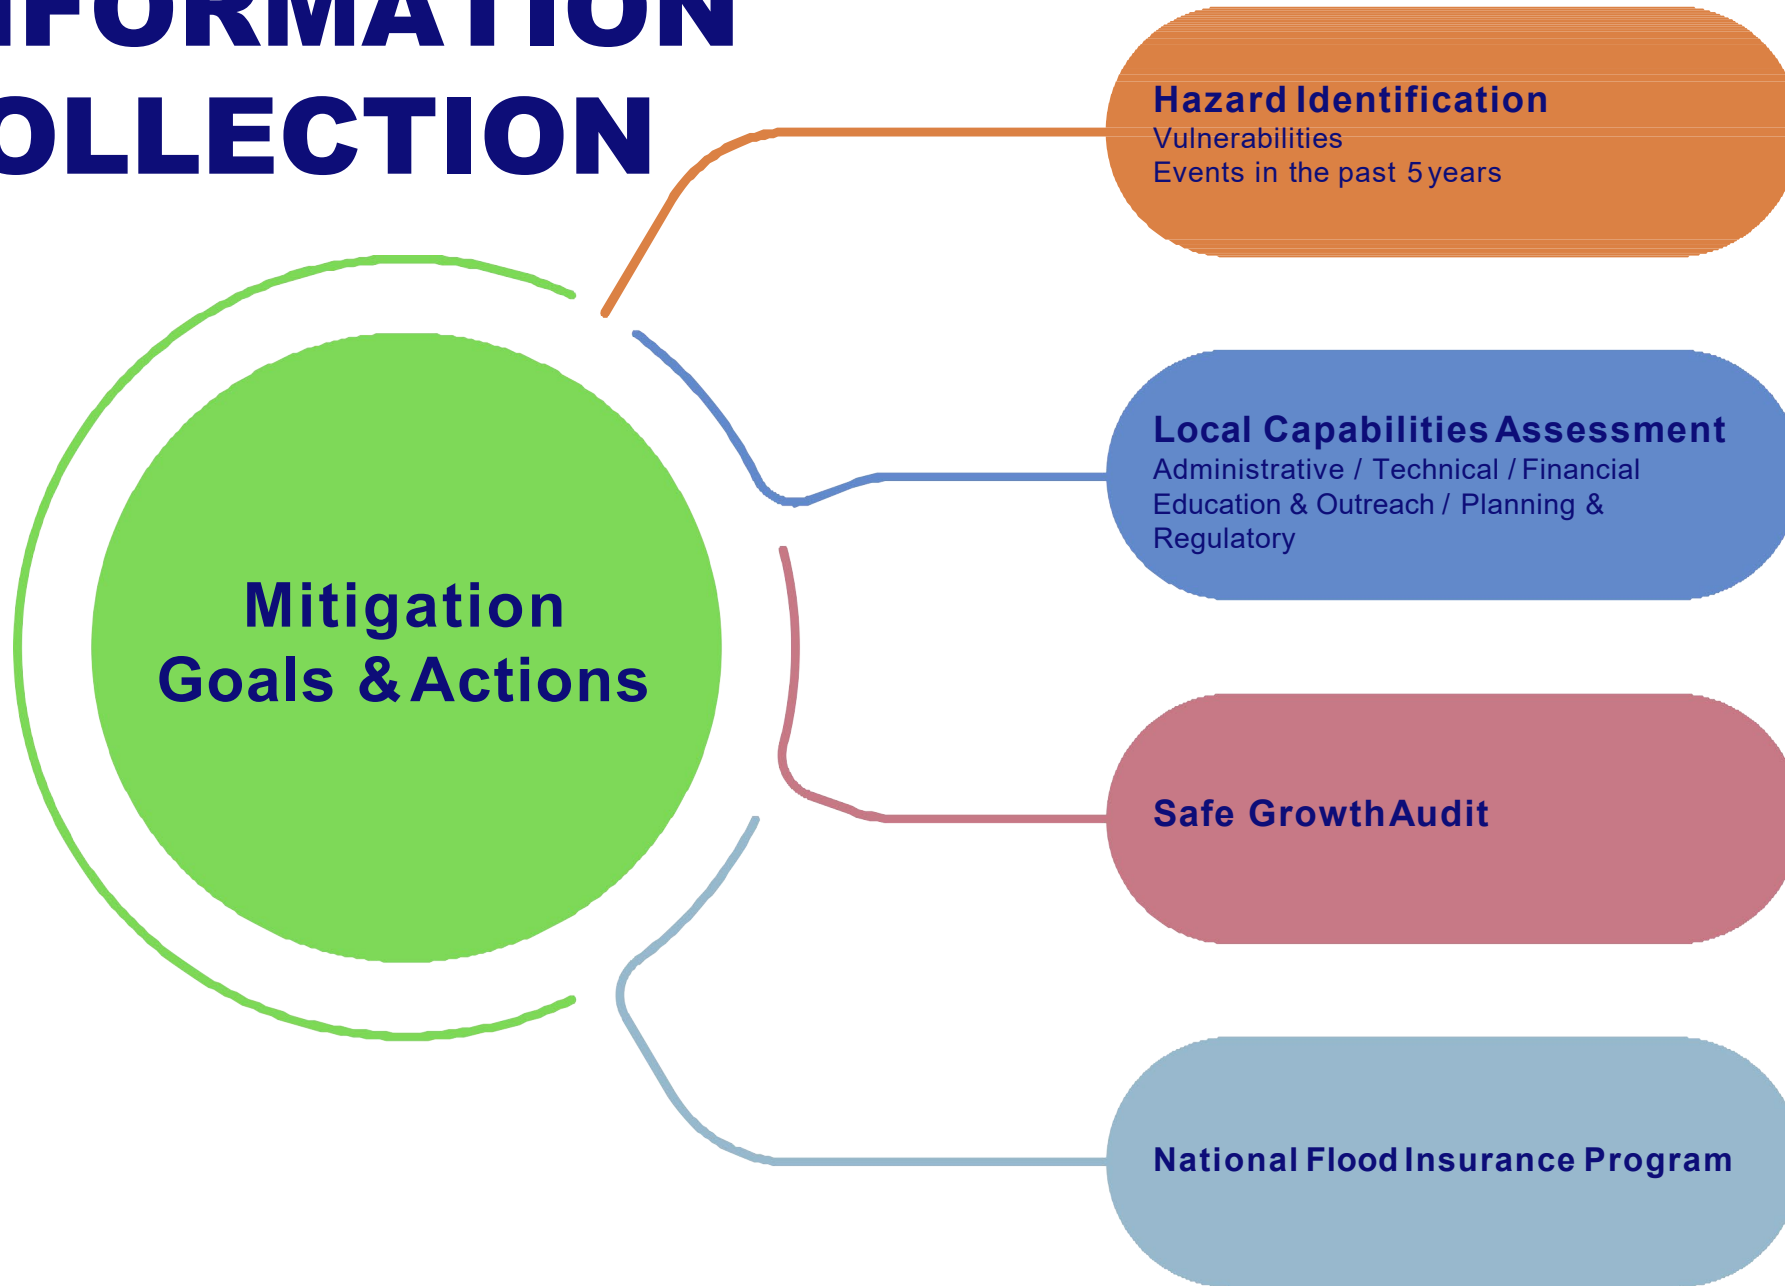 NFORMATION
OLLECTION
Hazard Identification
Vulnerabilities
Events in the past 5 years
Local Capabilities Assessment
Administrative / Technical / Financial
Education & Outreach / Planning &
Regulatory
Mitigation
Goals & Actions
Safe Growth Audit
National Flood Insurance Program